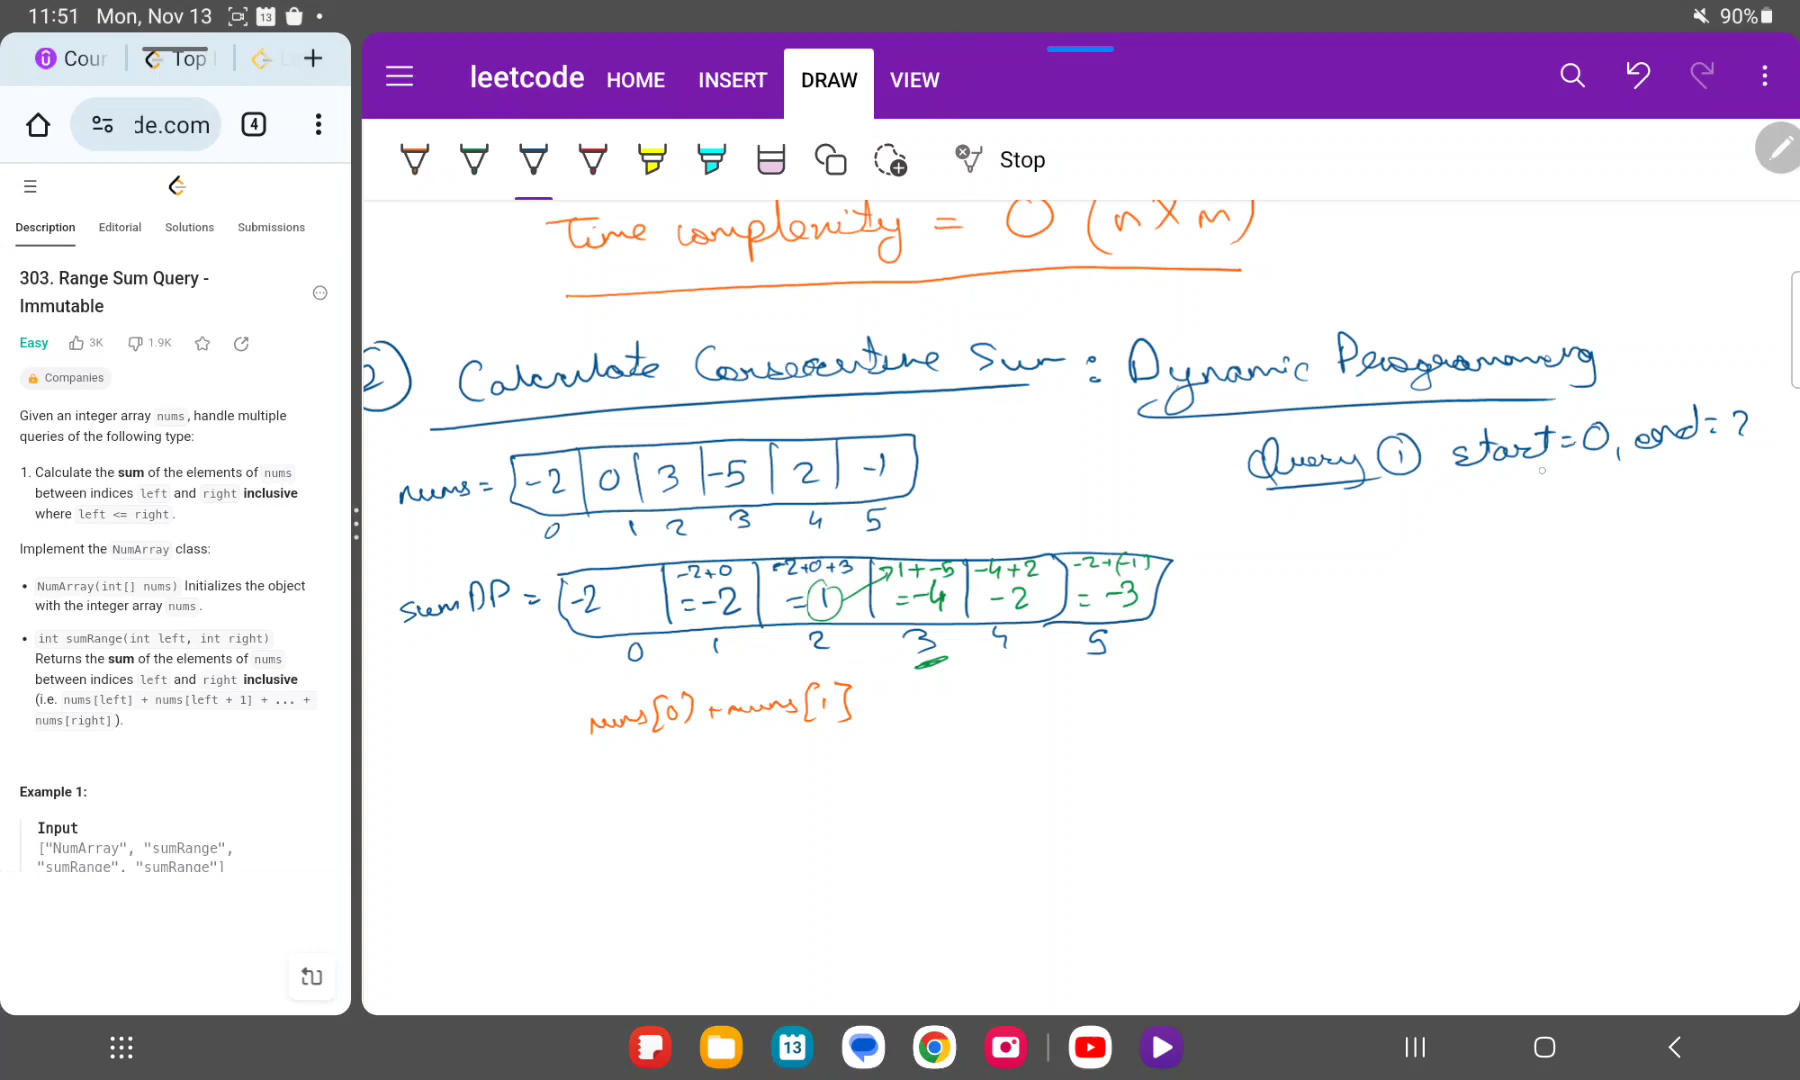 11:51 Mon, Nov 13 13 90%
Cour Top
de.com 4
Description Editorial Solutions Submissions
303. Range Sum Query -
Immutable
Easy 3K 1.9K
Companies
Given an integer array nums, handle multiple
queries of the following type:
1. Calculate the sum of the elements of nums
between indices left and right inclusive
where left <= right.
Implement the NumArray class:
• NumArray(int[] nums) Initializes the object
with the integer array nums.
• int sumRange(int left, int right)
Returns the sum of the elements of nums
between indices left and right inclusive
(i.e. nums[left] + nums[left + 1] + ... +
nums[right]).
Example 1:
Input
["NumArray", "sumRange",
"sumRange", "sumRange"]
leetcode HOME INSERT DRAW VIEW
Stop
Time complexity = O (n X m)
2) Calculate Consecutive Sum : Dynamic Programming
Query 1 start=0, end=?
nums = -2 0 3 -5 2 -1
0 1 2 3 4 5
-2+0 -2+0+3 1+-5 -4+2 -2+(-1)
sumDP = -2 =-2 =1 =-4 -2 =-3
0 1 2 3 4 5
nums[0] + nums[1]
13